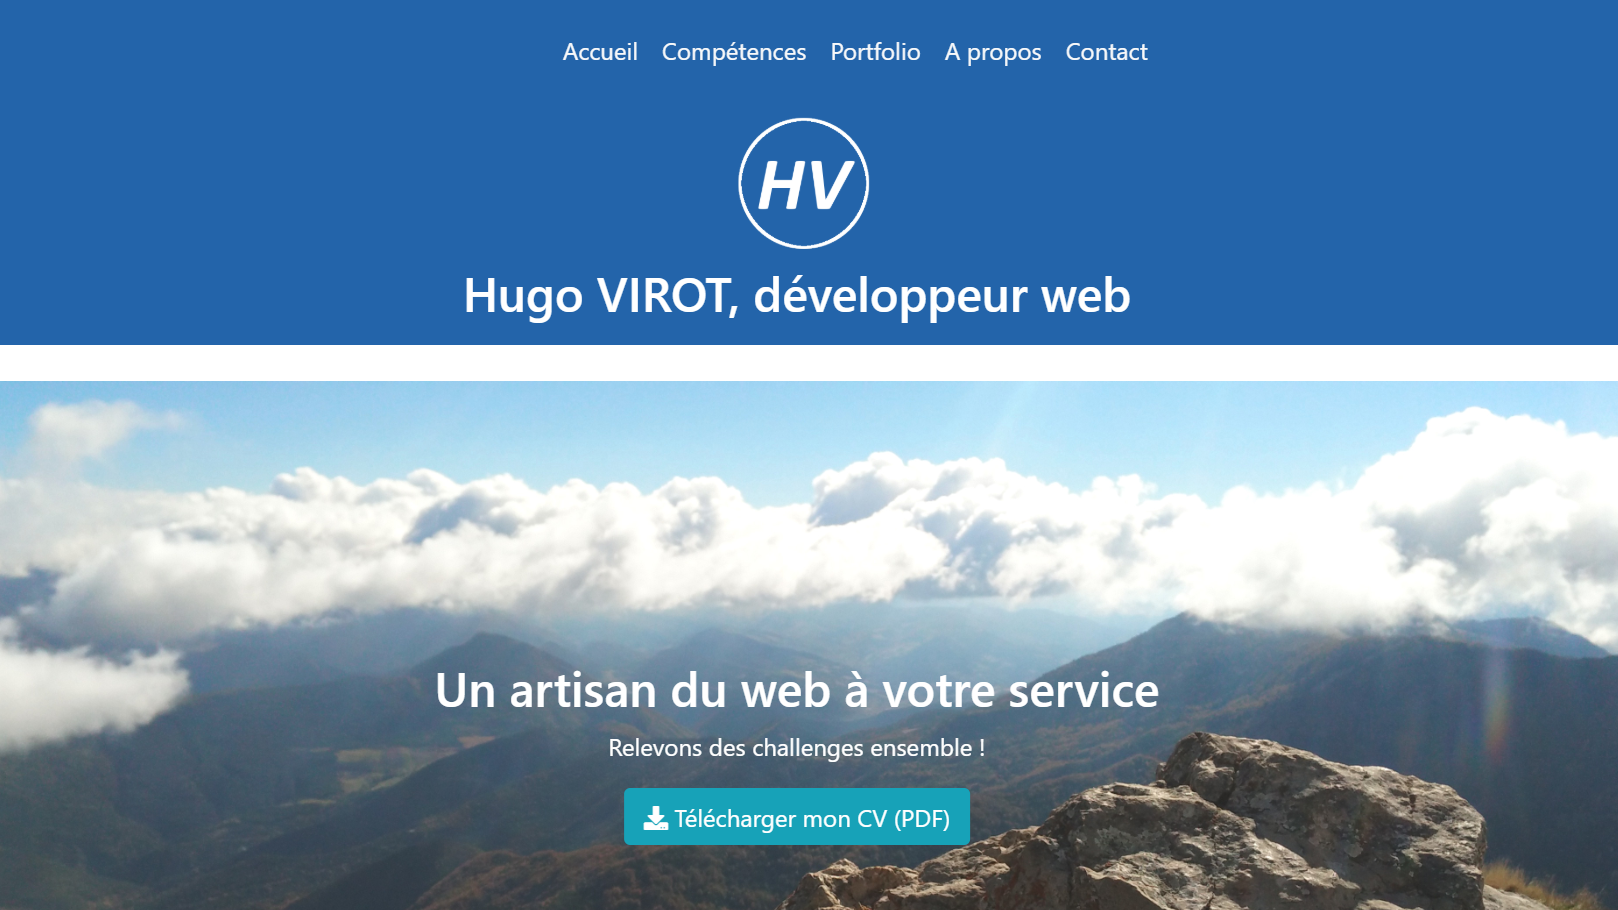 Accueil Compétences Portfolio A propos Contact
HV
Hugo VIROT, développeur web
Un artisan du web à votre service
Relevons des challenges ensemble !
Télécharger mon CV (PDF)